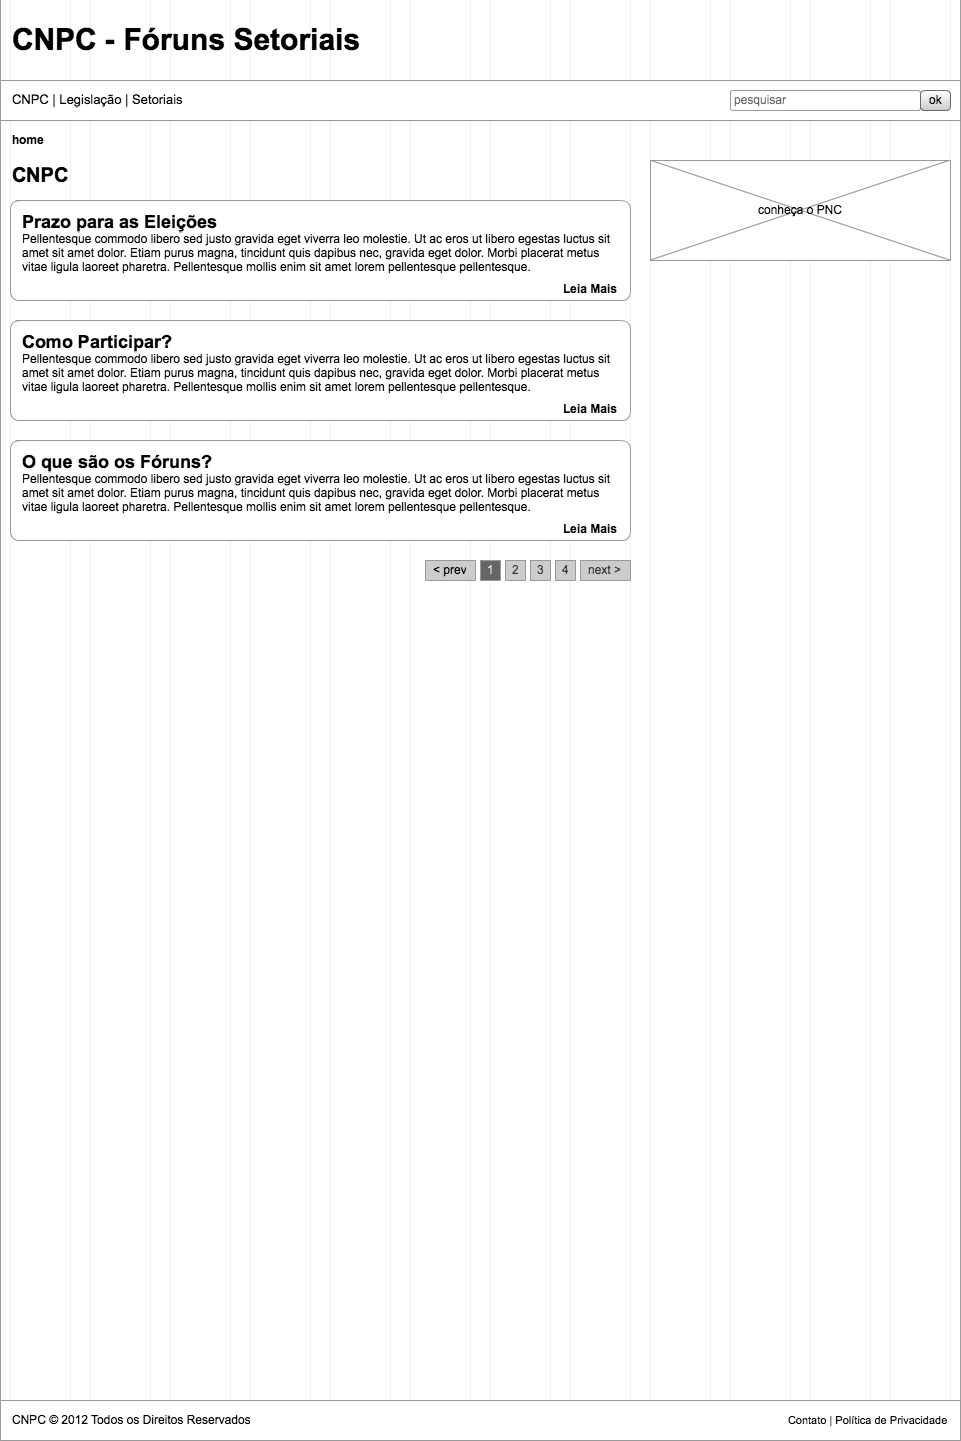 CNPC - Fóruns Setoriais
CNPC | Legislação | Setoriais
pesquisar
ok
home
CNPC
conheça o PNC
Prazo para as Eleições
Pellentesque commodo libero sed justo gravida eget viverra leo molestie. Ut ac eros ut libero egestas luctus sit
amet sit amet dolor. Etiam purus magna, tincidunt quis dapibus nec, gravida eget dolor. Morbi placerat metus
vitae ligula laoreet pharetra. Pellentesque mollis enim sit amet lorem pellentesque pellentesque.
Leia Mais
Como Participar?
Pellentesque commodo libero sed justo gravida eget viverra leo molestie. Ut ac eros ut libero egestas luctus sit
amet sit amet dolor. Etiam purus magna, tincidunt quis dapibus nec, gravida eget dolor. Morbi placerat metus
vitae ligula laoreet pharetra. Pellentesque mollis enim sit amet lorem pellentesque pellentesque.
Leia Mais
O que são os Fóruns?
Pellentesque commodo libero sed justo gravida eget viverra leo molestie. Ut ac eros ut libero egestas luctus sit
amet sit amet dolor. Etiam purus magna, tincidunt quis dapibus nec, gravida eget dolor. Morbi placerat metus
vitae ligula laoreet pharetra. Pellentesque mollis enim sit amet lorem pellentesque pellentesque.
Leia Mais
< prev 1 2 3 4 next >
CNPC © 2012 Todos os Direitos Reservados
Contato | Política de Privacidade